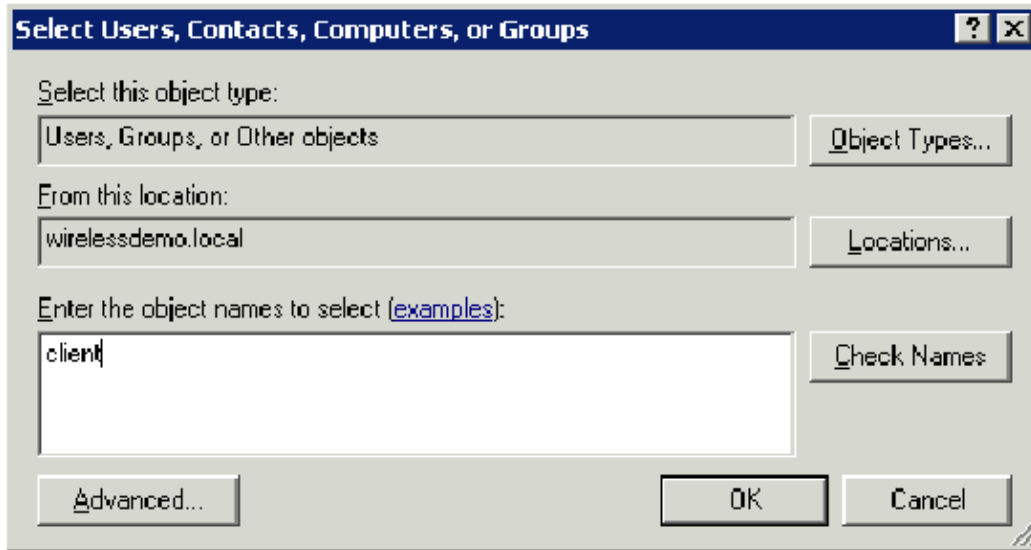 Select Users, Contacts, Computers, or Groups
Select this object type:
Users, Groups, or Other objects
Object Types...
From this location:
wirelessdemo.local
Locations...
Enter the object names to select (examples):
client
Check Names
Advanced...
OK
Cancel